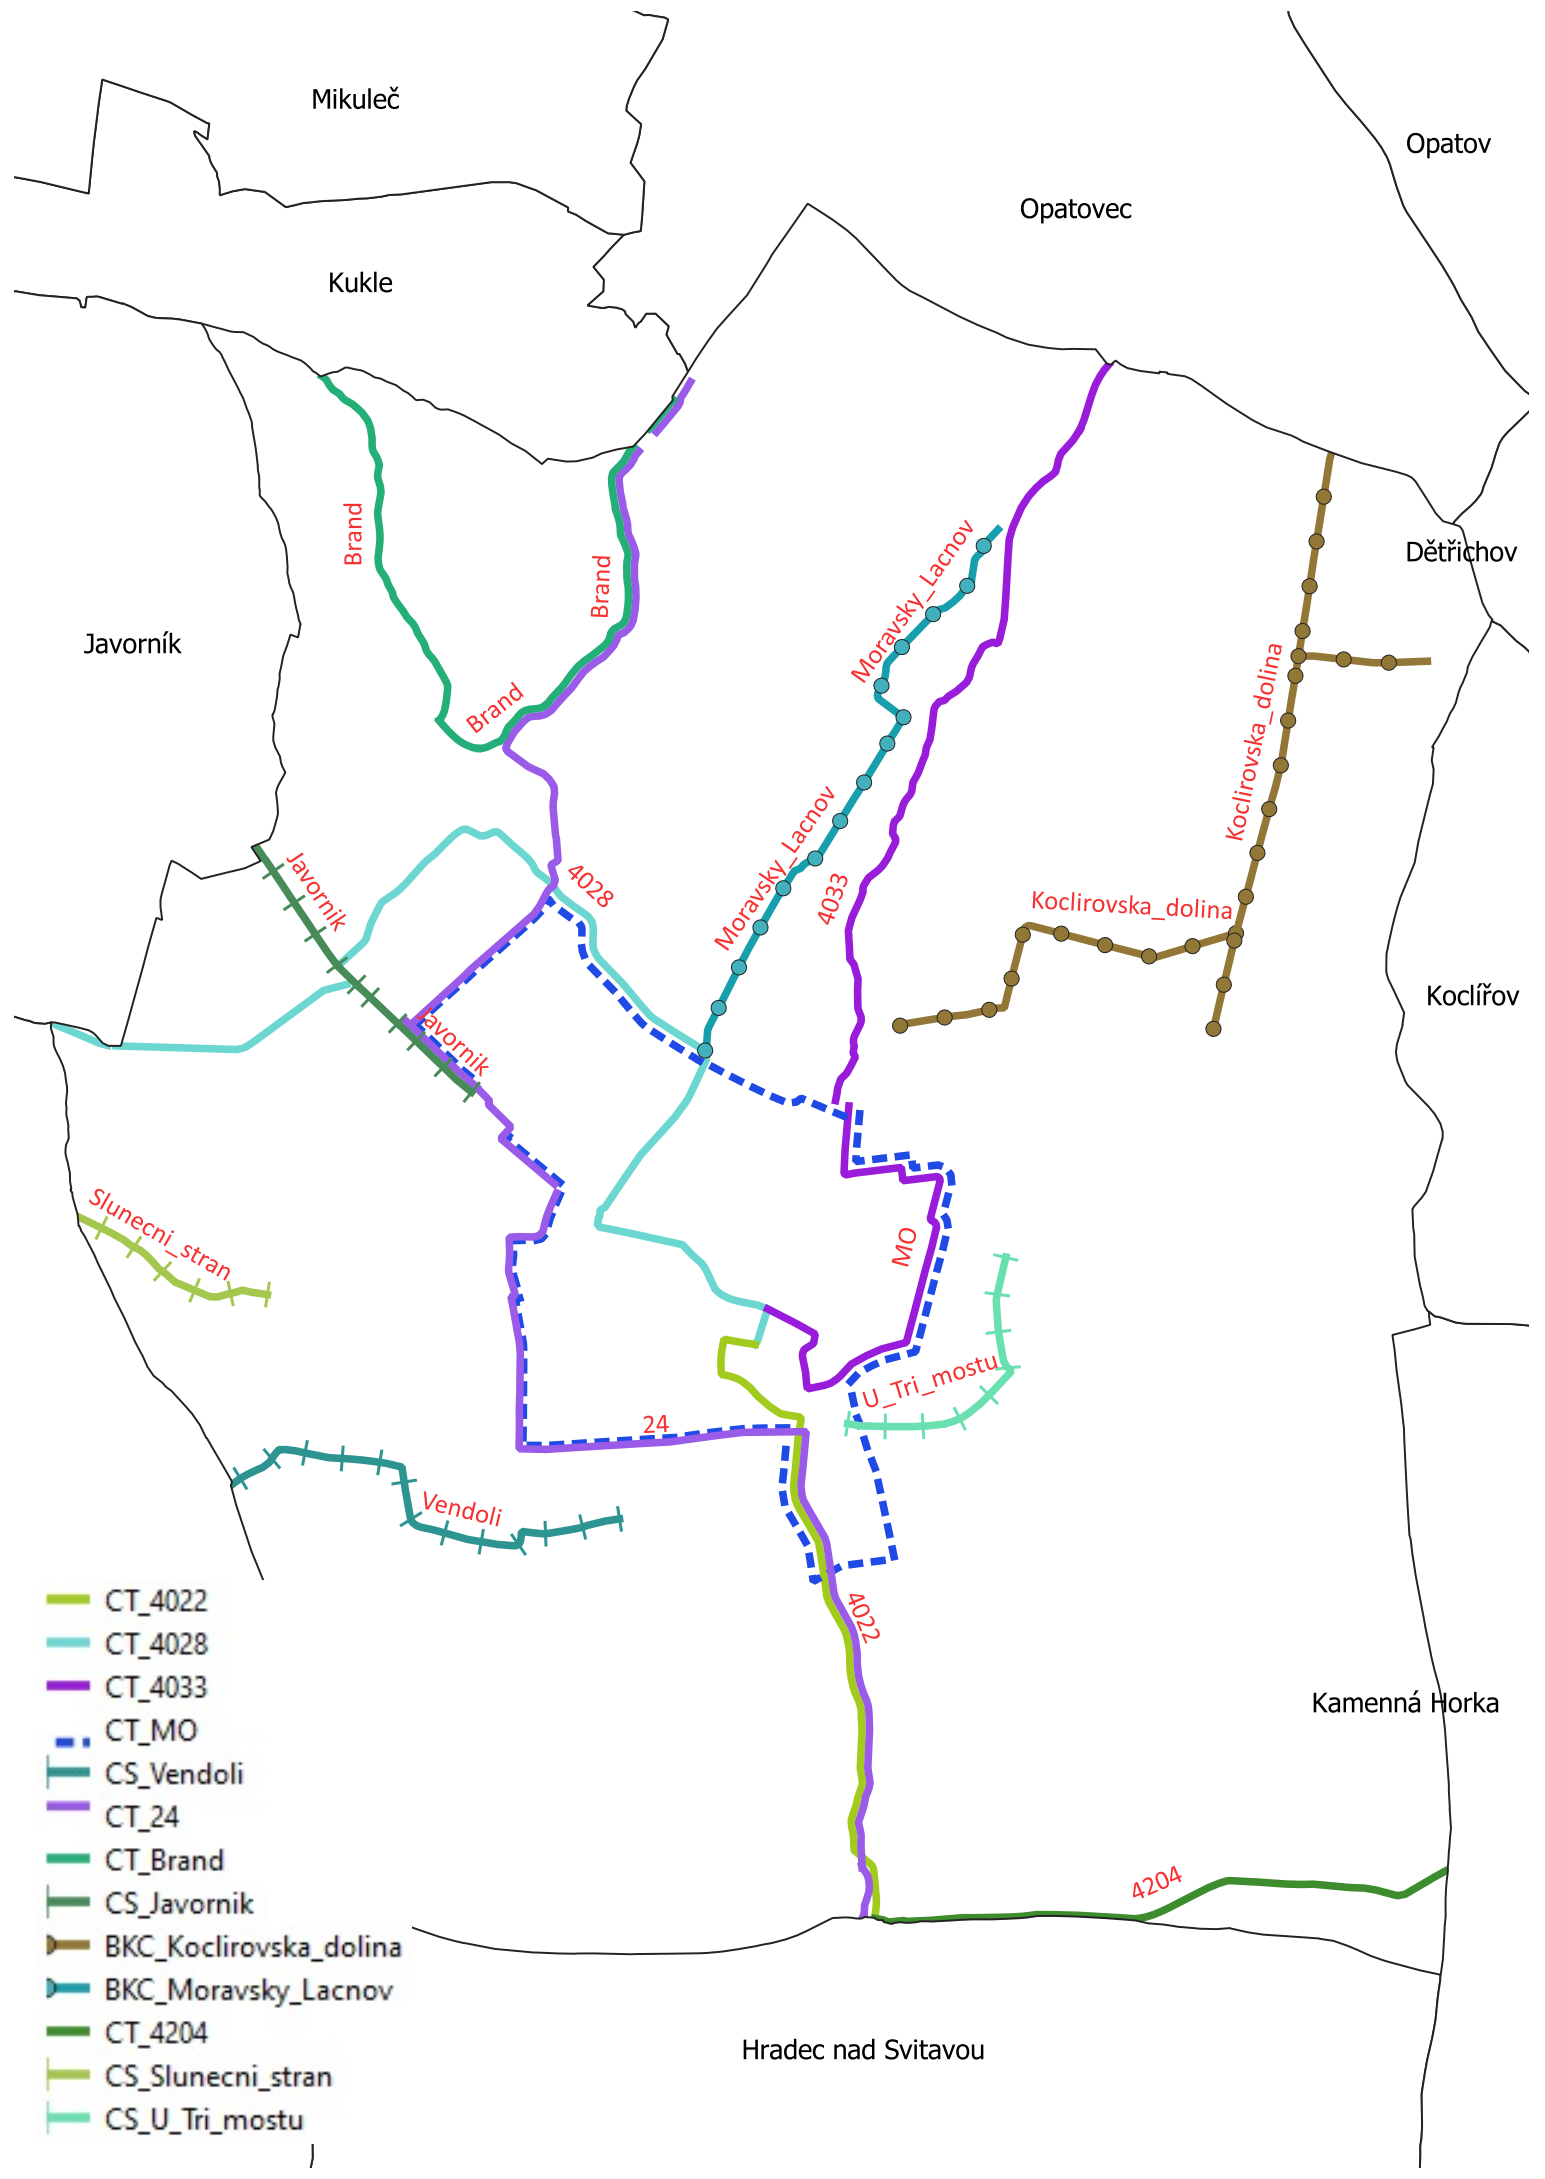 Mikuleč
Opatov
Opatovec
Kukle
Brand
Moravsky_Lacnov
Dětřichov
Brand
Javorník
Koclirovska_dolina
Brand
Moravsky_Lacnov
4028
Javornik
4033
Koclirovska_dolina
Koclířov
Javornik
Slunecni_stran
MO
U_Tri_mostu
24
Vendoli
4022
Kamenná Horka
4204
Hradec nad Svitavou
CT_4022
CT_4028
CT_4033
CT_MO
CS_Vendoli
CT_24
CT_Brand
CS_Javornik
BKC_Koclirovska_dolina
BKC_Moravsky_Lacnov
CT_4204
CS_Slunecni_stran
CS_U_Tri_mostu